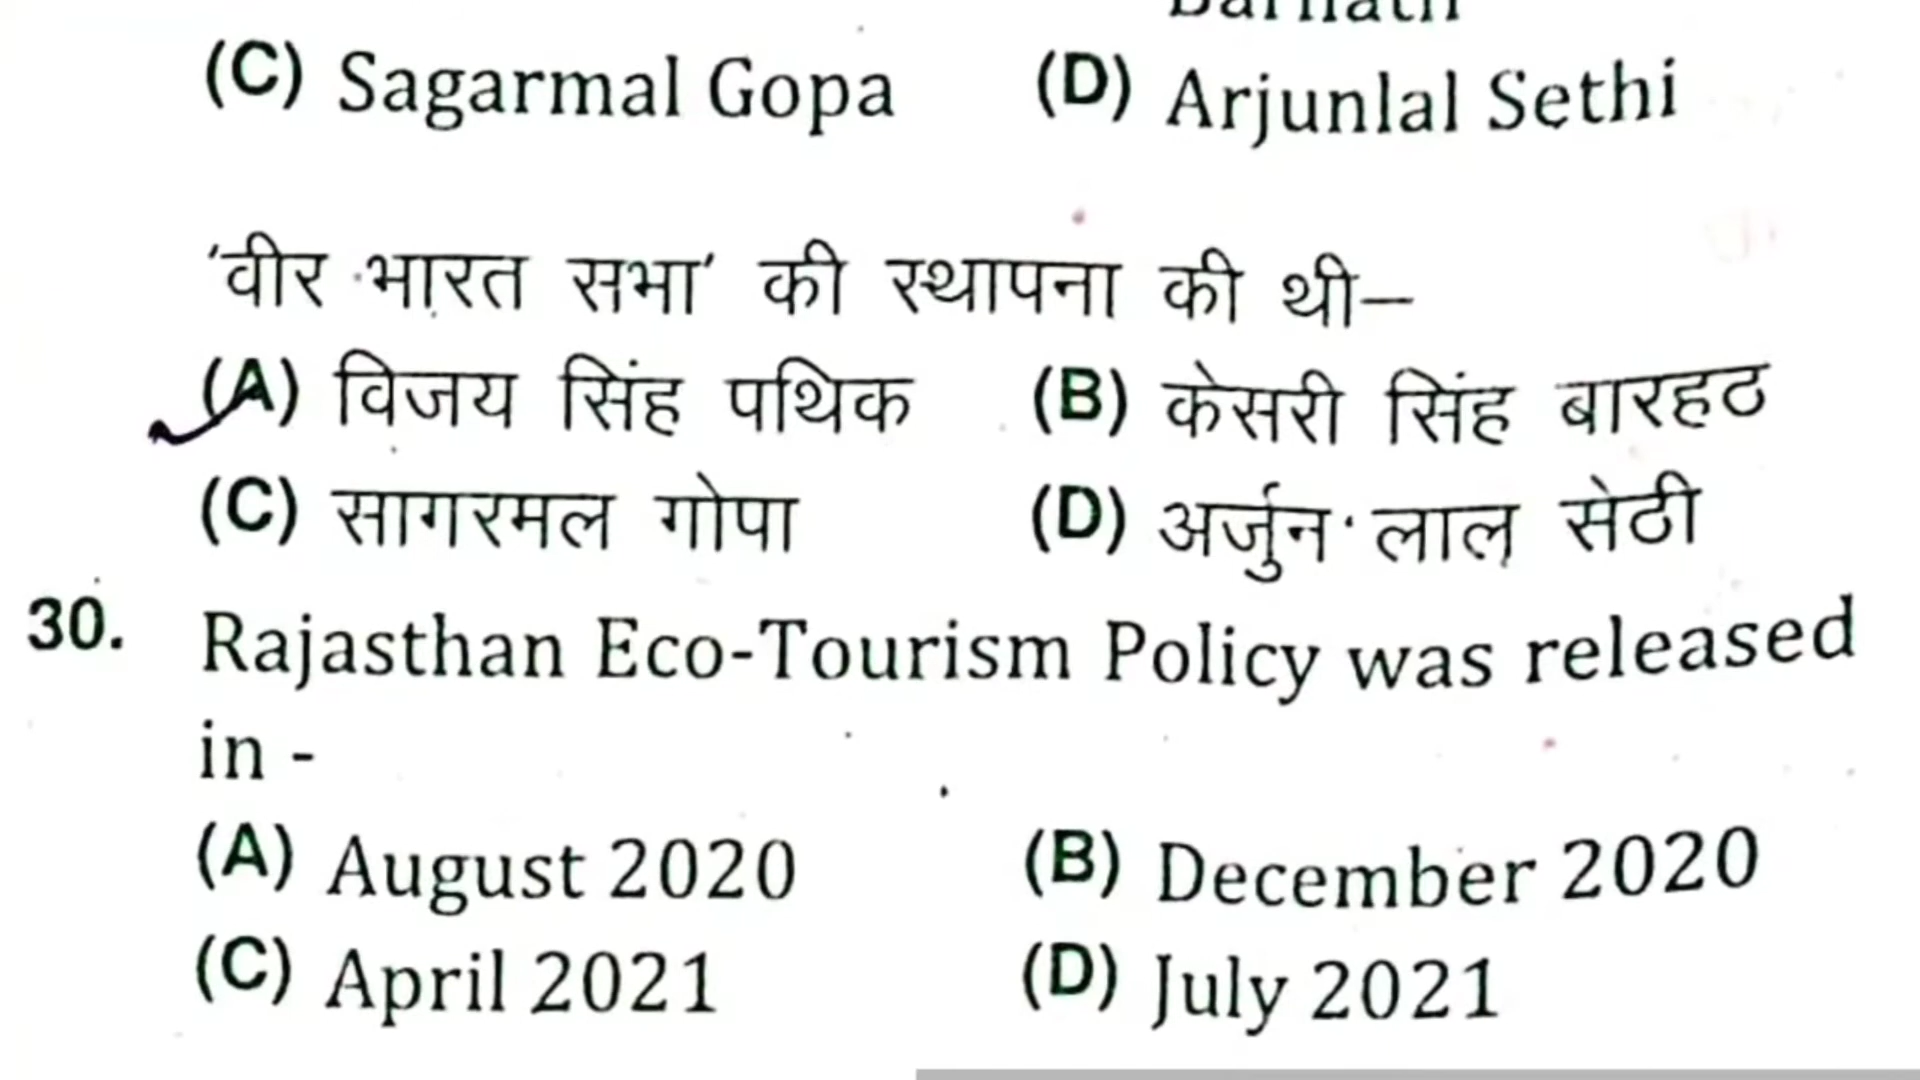 (C) Sagarmal Gopa (D) Arjunlal Sethi
'वीर भारत सभा' की स्थापना की थी–
(A) विजय सिंह पथिक (B) केसरी सिंह बारहठ
(C) सागरमल गोपा (D) अर्जुन लाल सेठी
30. Rajasthan Eco-Tourism Policy was released
in -
(A) August 2020 (B) December 2020
(C) April 2021 (D) July 2021